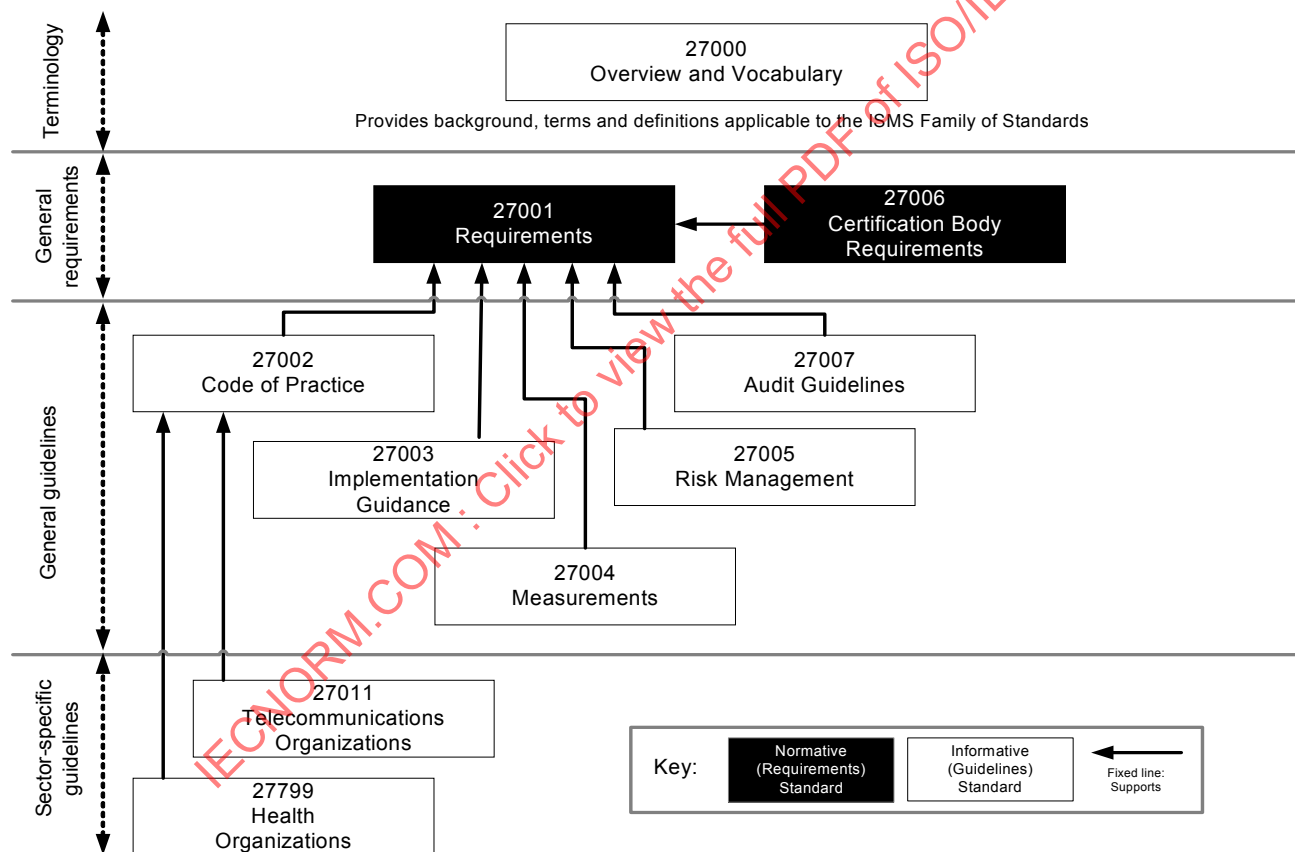 Terminology
27000
Overview and Vocabulary
Provides background, terms and definitions applicable to the ISMS Family of Standards
General
requirements
27001
Requirements
27006
Certification Body
Requirements
General guidelines
27002
Code of Practice
27007
Audit Guidelines
27003
Implementation
Guidance
27005
Risk Management
27004
Measurements
Sector-specific
guidelines
27011
Telecommunications
Organizations
27799
Health
Organizations
Key:
Normative
(Requirements)
Standard
Informative
(Guidelines)
Standard
Fixed line:
Supports
IECNORM.COM : Click to view the full PDF of